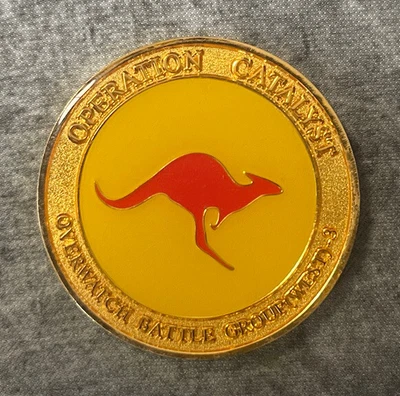 OPERATION CATALYST
OVERWATCH BATTLE GROUP (WEST) - 3